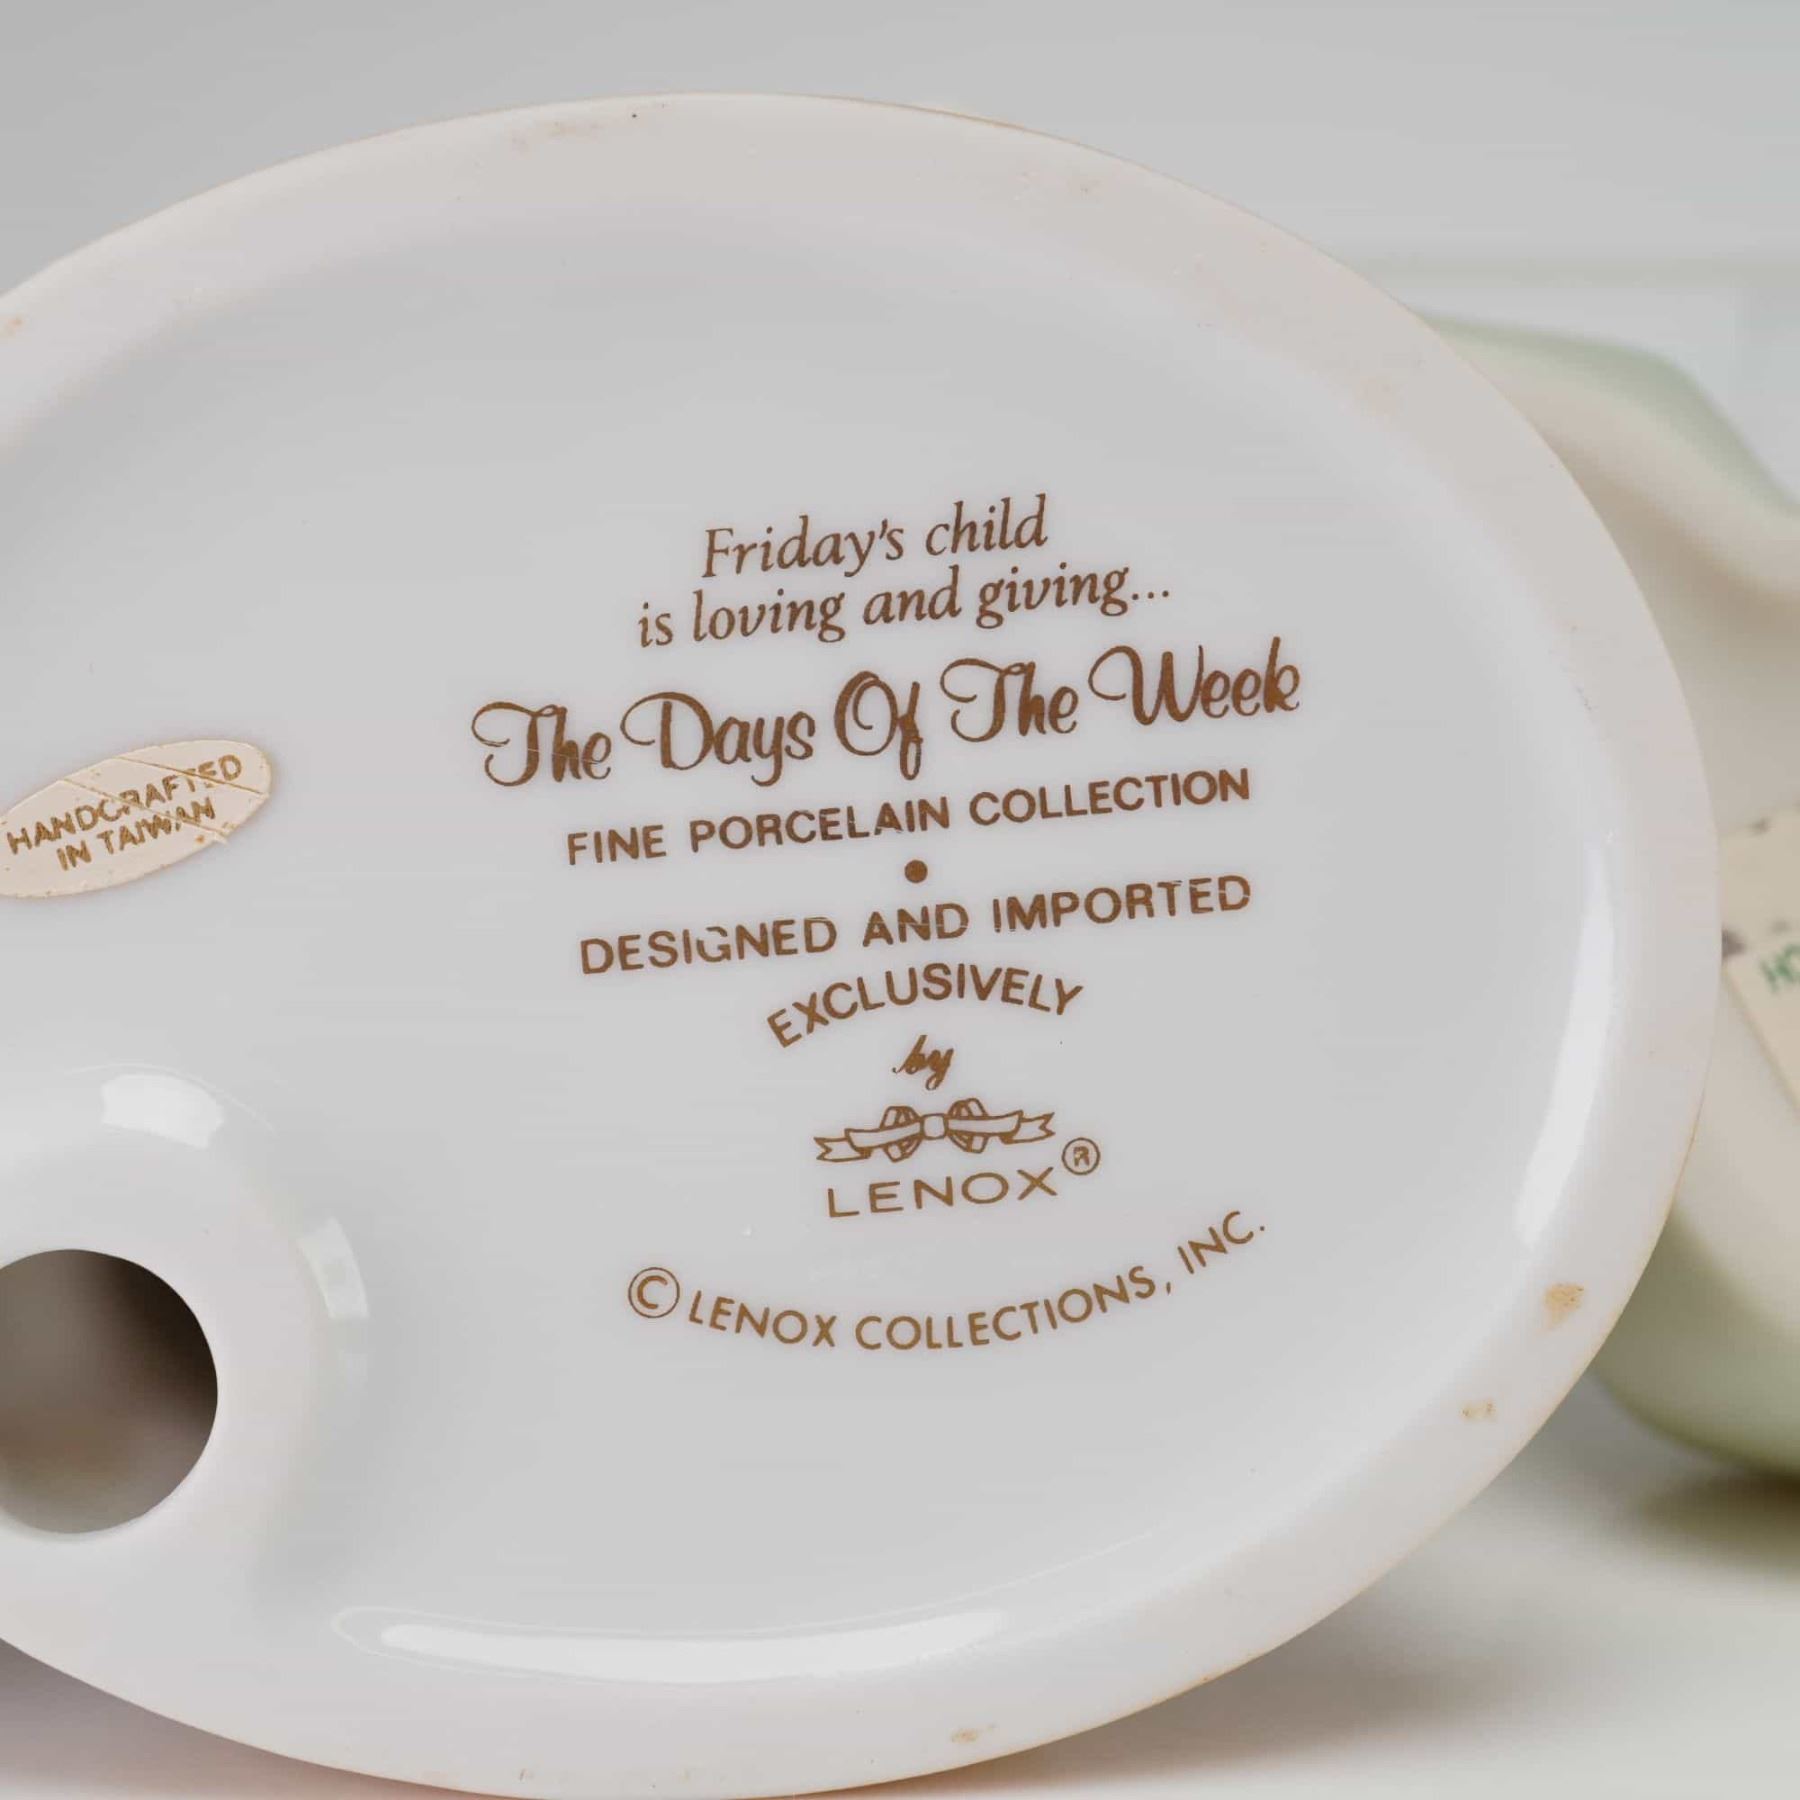 Friday's child
is loving and giving...
The Days Of The Week
FINE PORCELAIN COLLECTION
•
DESIGNED AND IMPORTED
EXCLUSIVELY
by
LENOX®
© LENOX COLLECTIONS, INC.
HANDCRAFTED
IN TAIWAN